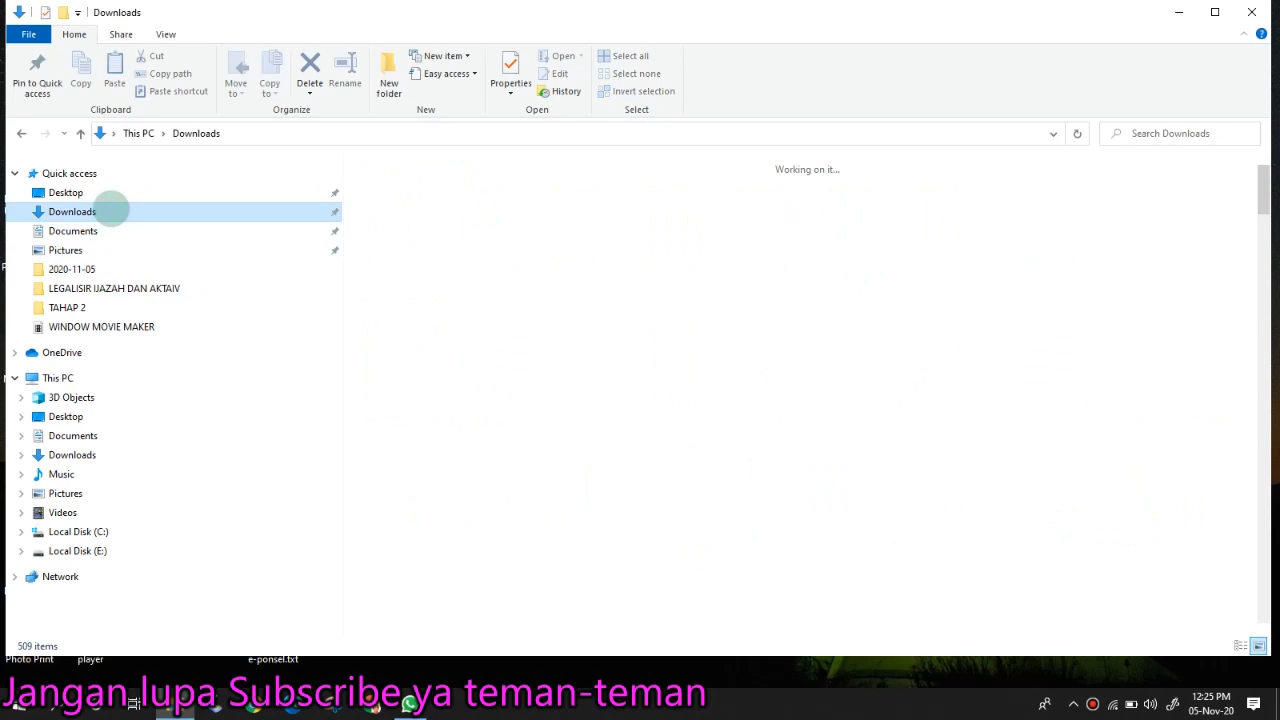 Downloads
File Home Share View
Pin to Quick access
Copy
Paste
Cut
Copy path
Paste shortcut
Clipboard
Move to
Copy to
Delete
Rename
Organize
New folder
New item
Easy access
New
Properties
Open
Edit
History
Open
Select all
Select none
Invert selection
Select
This PC > Downloads
Search Downloads
Working on it...
Quick access
Desktop
Downloads
Documents
Pictures
2020-11-05
LEGALISIR IJAZAH DAN AKTAIV
TAHAP 2
WINDOW MOVIE MAKER
OneDrive
This PC
3D Objects
Desktop
Documents
Downloads
Music
Pictures
Videos
Local Disk (C:)
Local Disk (E:)
Network
509 items
Photo Print player e-ponsel.txt
Jangan lupa Subscribe ya teman-teman
12:25 PM
05-Nov-20